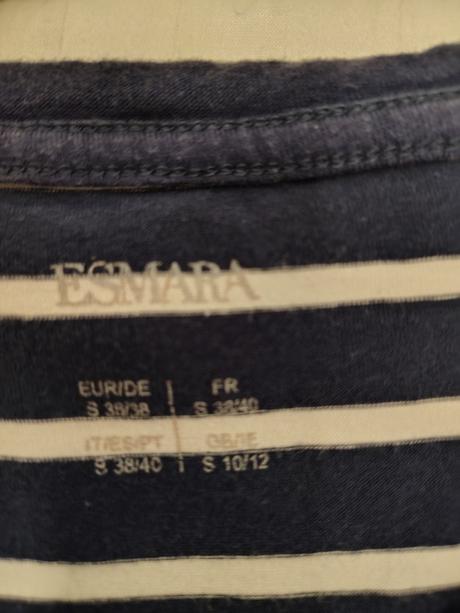 ESMARA
EUR/DE | FR
S 36/38 | S 38/40
IT/ES/PT | GB/IE
S 38/40 | S 10/12